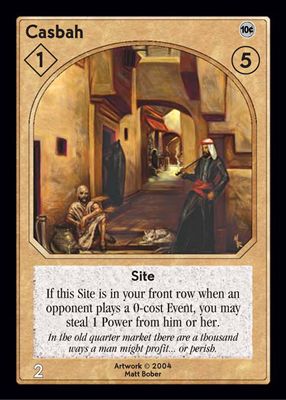 Casbah
10¢
1
5
Site
If this Site is in your front row when an
opponent plays a 0-cost Event, you may
steal 1 Power from him or her.
In the old quarter market there are a thousand
ways a man might profit... or perish.
Artwork © 2004
2
Matt Bober